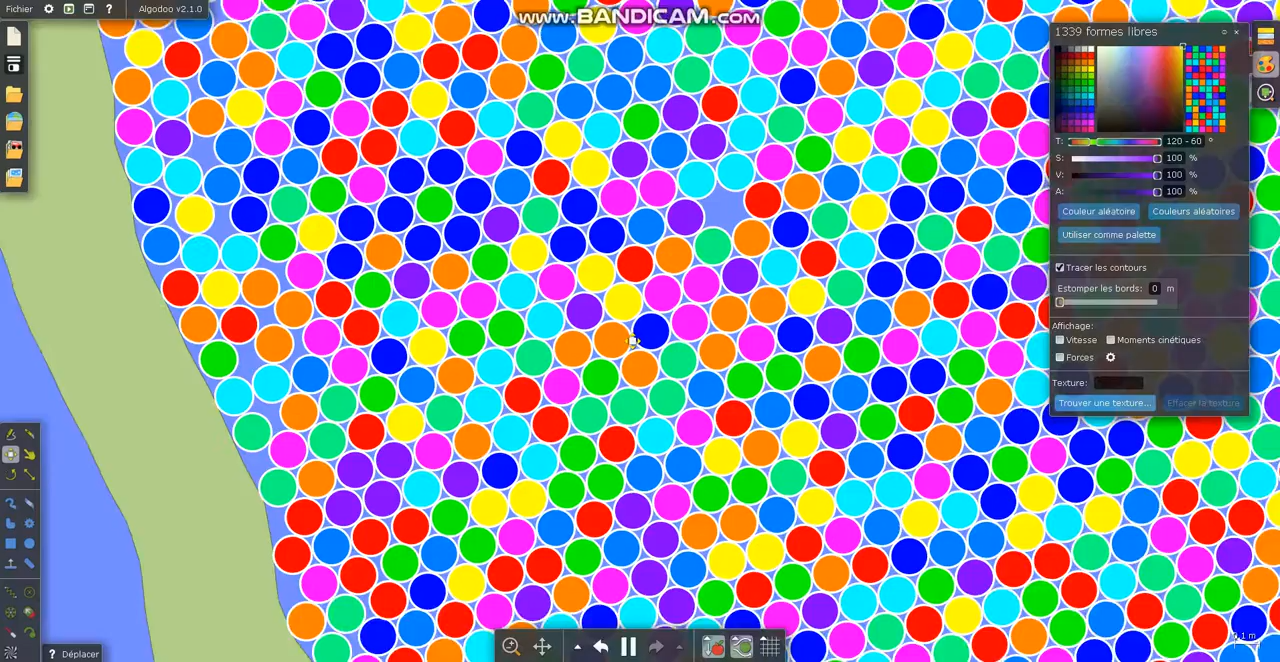 Fichier
?
Algodoo v2.1.0
www.BANDICAM.com
1339 formes libres
T: 120 - 60 °
S: 100 %
V: 100 %
A: 100 %
Couleur aléatoire
Couleurs aléatoires
Utiliser comme palette
Tracer les contours
Estomper les bords: 0 m
Affichage:
Vitesse
Moments cinétiques
Forces
Texture:
Trouver une texture...
Effacer la texture
? Déplacer
0.1 m